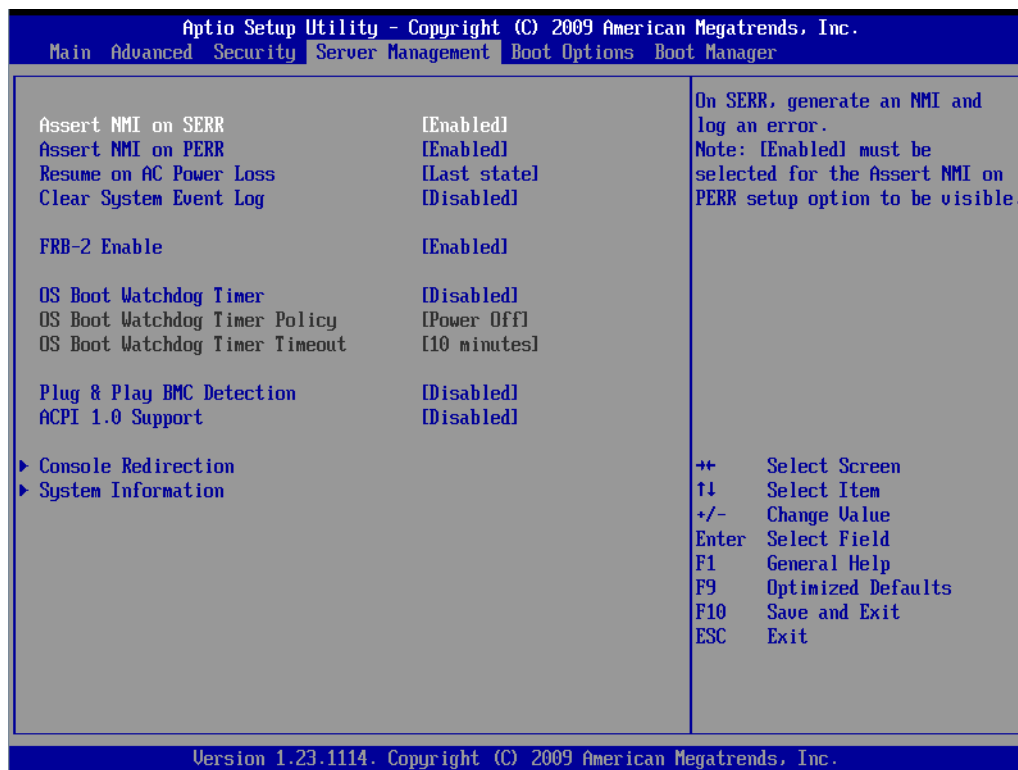 Aptio Setup Utility - Copyright (C) 2009 American Megatrends, Inc.
Main Advanced Security Server Management Boot Options Boot Manager
Assert NMI on SERR [Enabled]
Assert NMI on PERR [Enabled]
Resume on AC Power Loss [Last state]
Clear System Event Log [Disabled]
FRB-2 Enable [Enabled]
OS Boot Watchdog Timer [Disabled]
OS Boot Watchdog Timer Policy [Power Off]
OS Boot Watchdog Timer Timeout [10 minutes]
Plug & Play BMC Detection [Disabled]
ACPI 1.0 Support [Disabled]
Console Redirection
System Information
On SERR, generate an NMI and
log an error.
Note: [Enabled] must be
selected for the Assert NMI on
PERR setup option to be visible.
→← Select Screen
↑↓ Select Item
+/- Change Value
Enter Select Field
F1 General Help
F9 Optimized Defaults
F10 Save and Exit
ESC Exit
Version 1.23.1114. Copyright (C) 2009 American Megatrends, Inc.